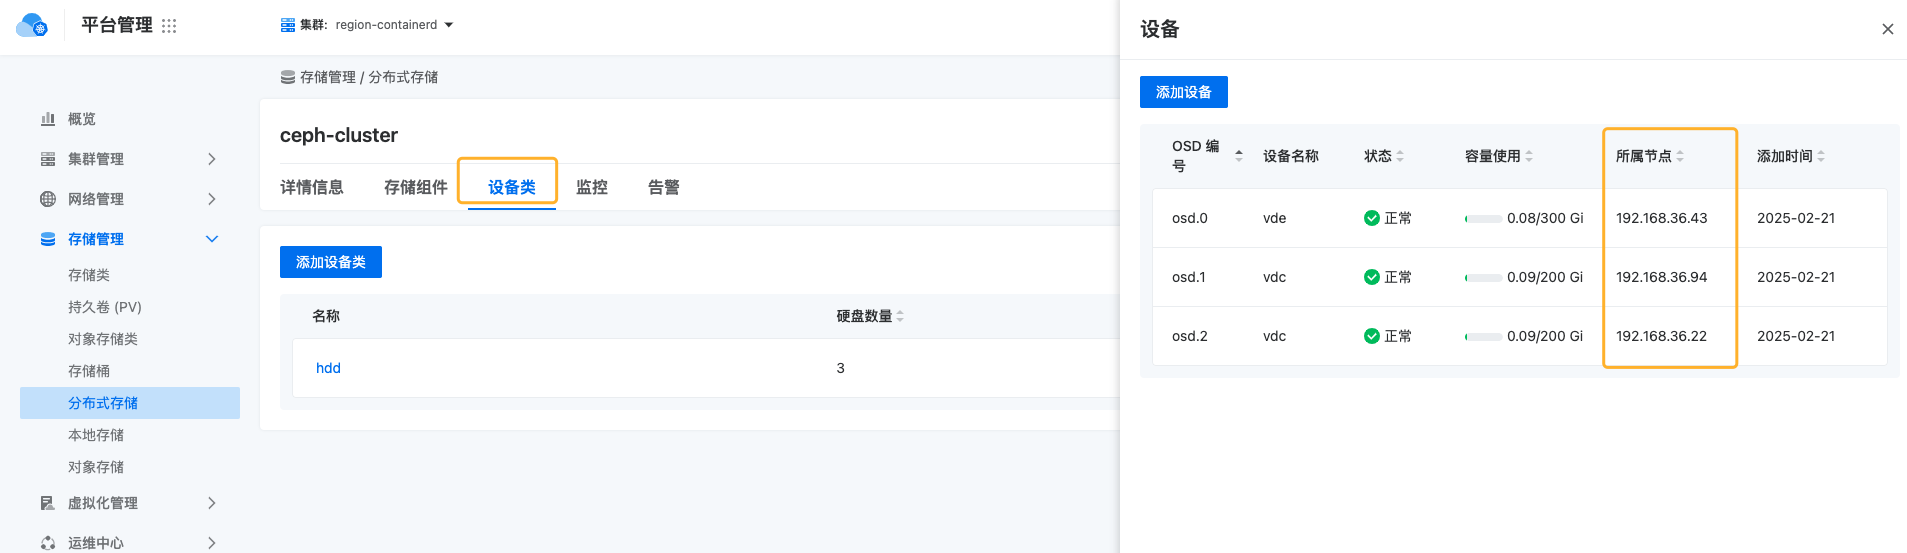 平台管理
集群: region-containerd
概览
集群管理
网络管理
存储管理
存储类
持久卷 (PV)
对象存储类
存储桶
分布式存储
本地存储
对象存储
虚拟化管理
运维中心
存储管理 / 分布式存储
ceph-cluster
详情信息 存储组件 设备类 监控 告警
添加设备类
名称 硬盘数量
hdd 3
设备
添加设备
OSD 编号 设备名称 状态 容量使用 所属节点 添加时间
osd.0 vde 正常 0.08/300 Gi 192.168.36.43 2025-02-21
osd.1 vdc 正常 0.09/200 Gi 192.168.36.94 2025-02-21
osd.2 vdc 正常 0.09/200 Gi 192.168.36.22 2025-02-21